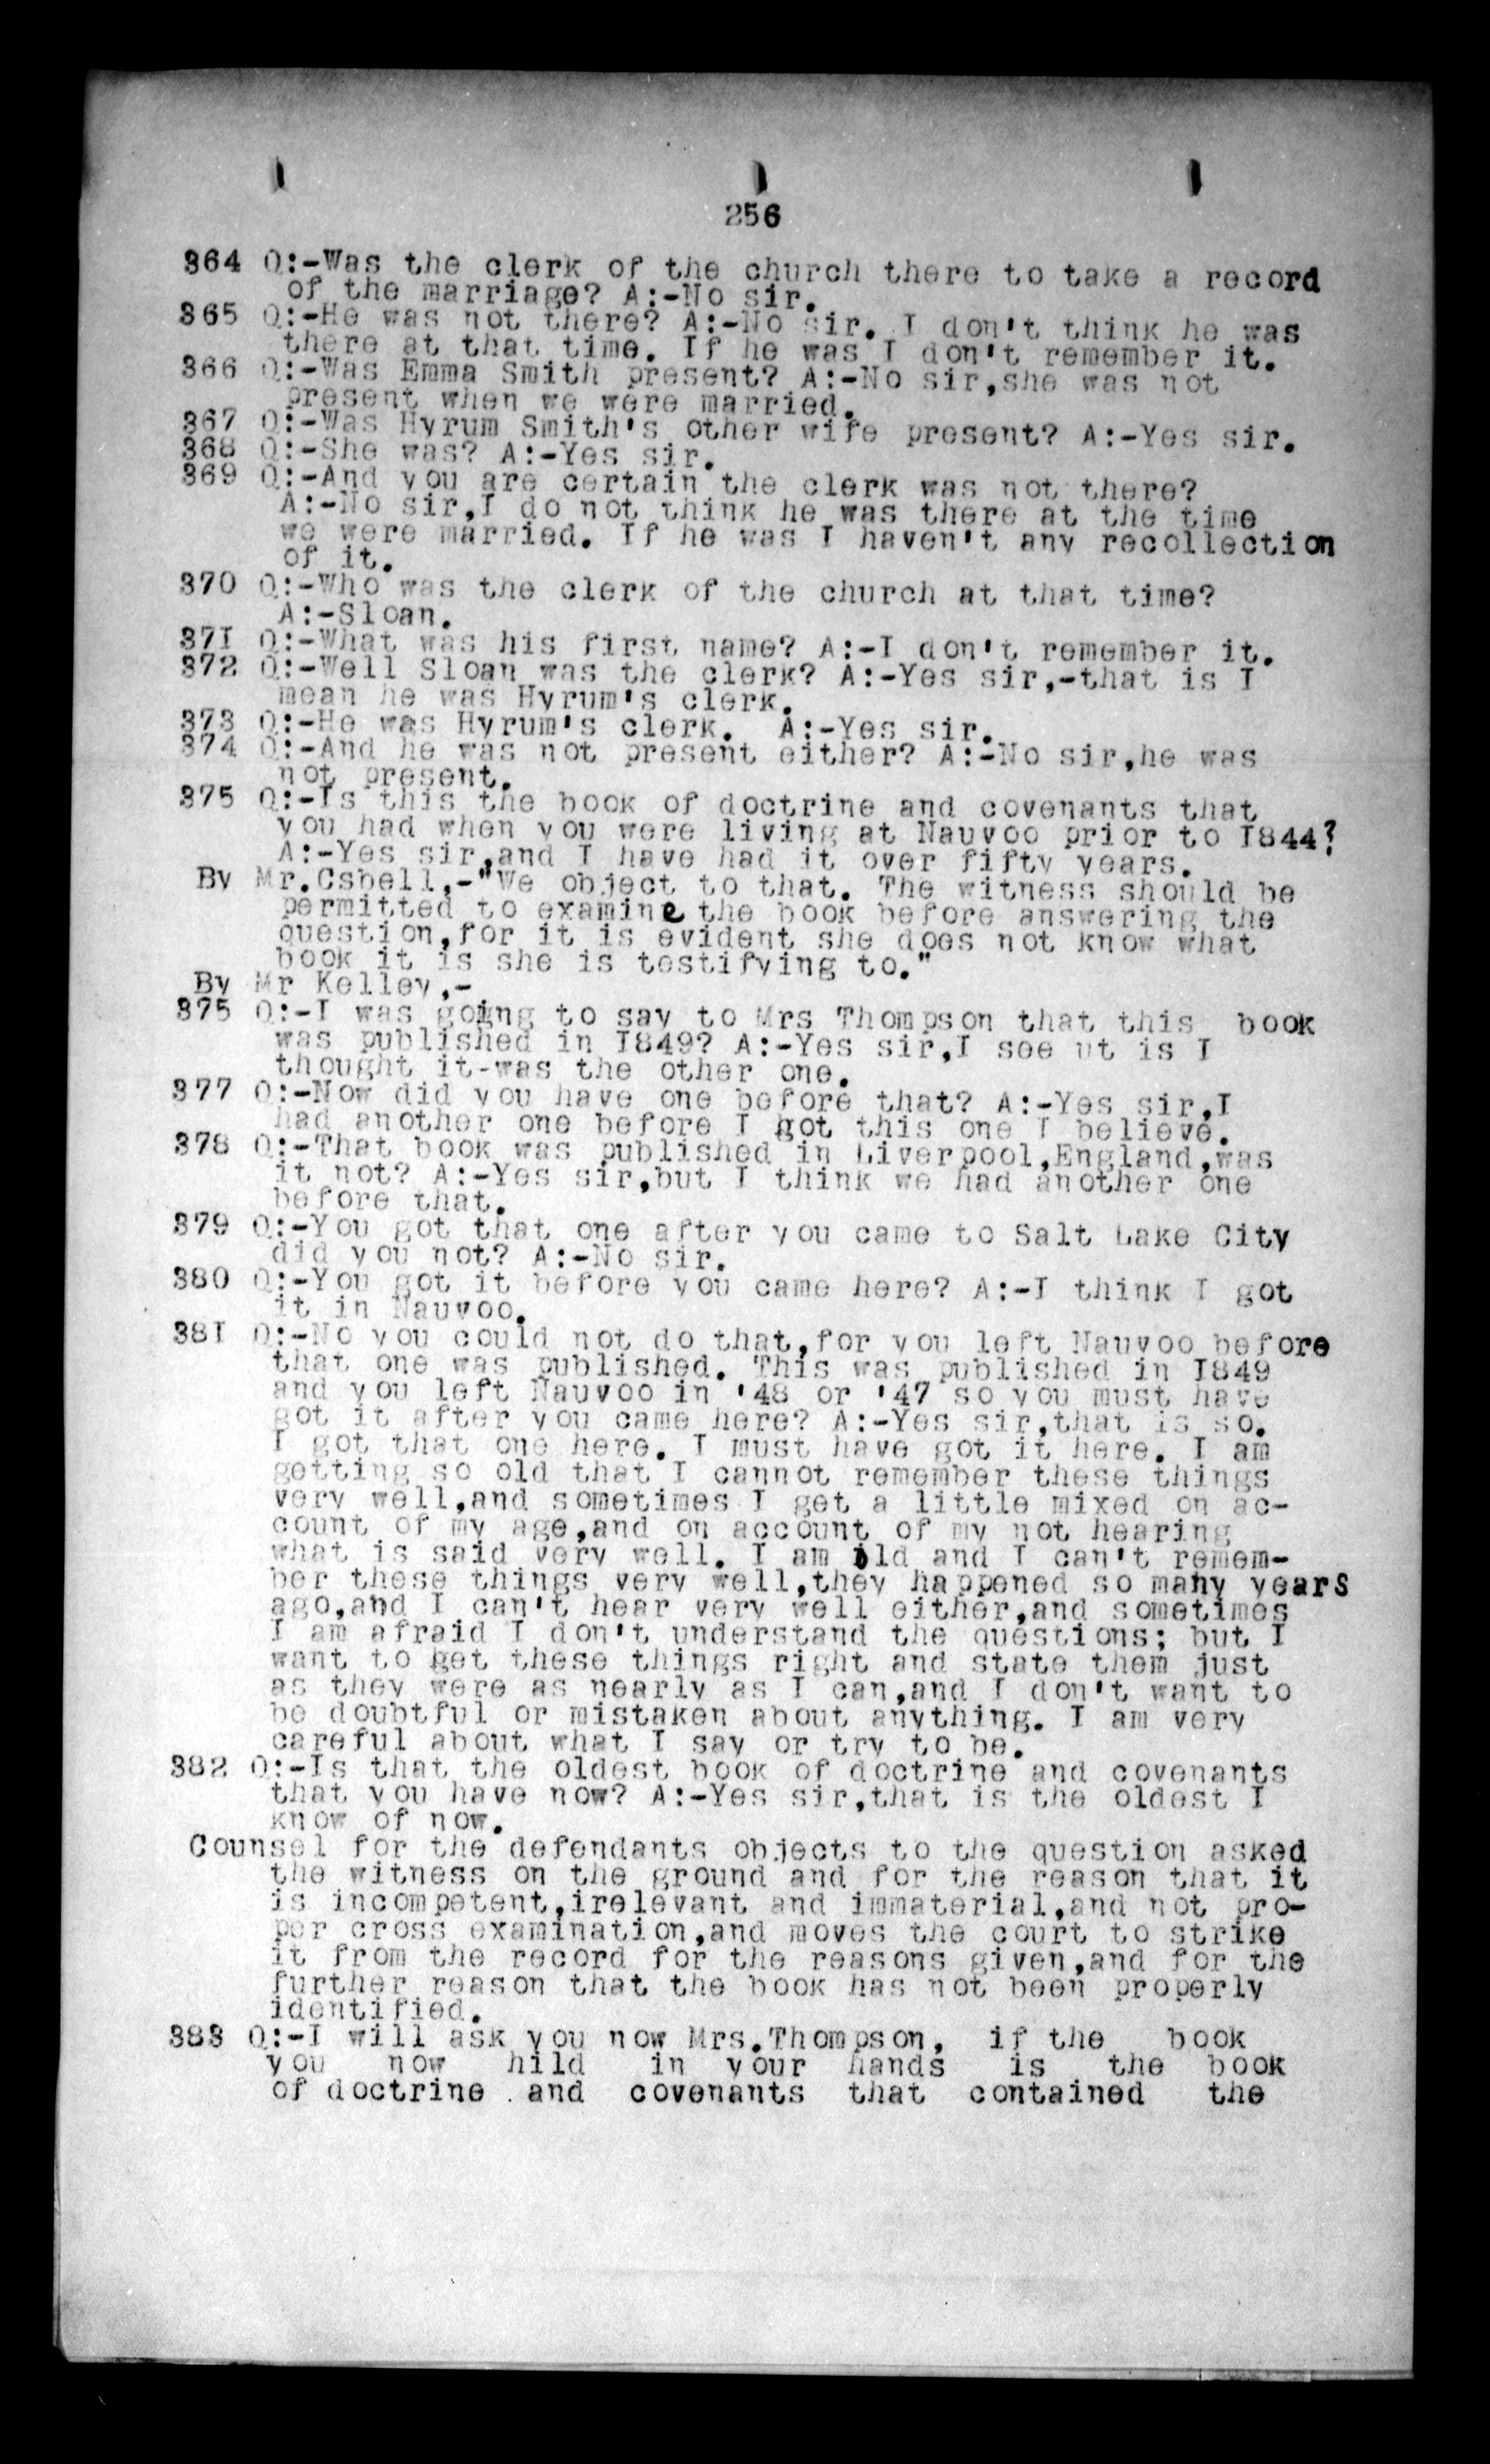 256
364 Q:-Was the clerk of the church there to take a record
of the marriage? A:-No sir.
365 Q:-He was not there? A:-No sir. I don't think he was
there at that time. If he was I don't remember it.
366 Q:-Was Emma Smith present? A:-No sir,she was not
present when we were married.
367 Q:-Was Hyrum Smith's other wife present? A:-Yes sir.
368 Q:-She was? A:-Yes sir.
369 Q:-And you are certain the clerk was not there?
A:-No sir,I do not think he was there at the time
we were married. If he was I haven't any recollection
of it.
370 Q:-Who was the clerk of the church at that time?
A:-Sloan.
371 Q:-What was his first name? A:-I don't remember it.
372 Q:-Well Sloan was the clerk? A:-Yes sir,-that is I
mean he was Hyrum's clerk.
373 Q:-He was Hyrum's clerk. A:-Yes sir.
374 Q:-And he was not present either? A:-No sir,he was
not present.
375 Q:-Is this the book of doctrine and covenants that
you had when you were living at Nauvoo prior to I844?
A:-Yes sir,and I have had it over fifty years.
By Mr.Csbell,-"We object to that. The witness should be
permitted to examine the book before answering the
question,for it is evident she does not know what
book it is she is testifying to."
By Mr Kelley,-
375 Q:-I was going to say to Mrs Thompson that this book
was published in I849? A:-Yes sir,I see ut is I
thought it-was the other one.
377 Q:-Now did you have one before that? A:-Yes sir,I
had another one before I got this one I believe.
378 Q:-That book was published in Liverpool,England,was
it not? A:-Yes sir,but I think we had another one
before that.
379 Q:-You got that one after you came to Salt Lake City
did you not? A:-No sir.
380 Q:-You got it before you came here? A:-I think I got
it in Nauvoo.
38I Q:-No you could not do that,for you left Nauvoo before
that one was published. This was published in I849
and you left Nauvoo in '48 or '47 so you must have
got it after you came here? A:-Yes sir,that is so.
I got that one here. I must have got it here. I am
getting so old that I cannot remember these things
very well,and sometimes I get a little mixed on ac-
count of my age,and on account of my not hearing
what is said very well. I am old and I can't remem-
ber these things very well,they happened so many years
ago,and I can't hear very well either,and sometimes
I am afraid I don't understand the questions; but I
want to get these things right and state them just
as they were as nearly as I can,and I don't want to
be doubtful or mistaken about anything. I am very
careful about what I say or try to be.
382 Q:-Is that the oldest book of doctrine and covenants
that you have now? A:-Yes sir,that is the oldest I
know of now.
Counsel for the defendants objects to the question asked
the witness on the ground and for the reason that it
is incompetent,irelevant and immaterial,and not pro-
per cross examination,and moves the court to strike
it from the record for the reasons given,and for the
further reason that the book has not been properly
identified.
383 Q:-I will ask you now Mrs.Thompson, if the book
you now hild in your hands is the book
of doctrine . and covenants that contained the